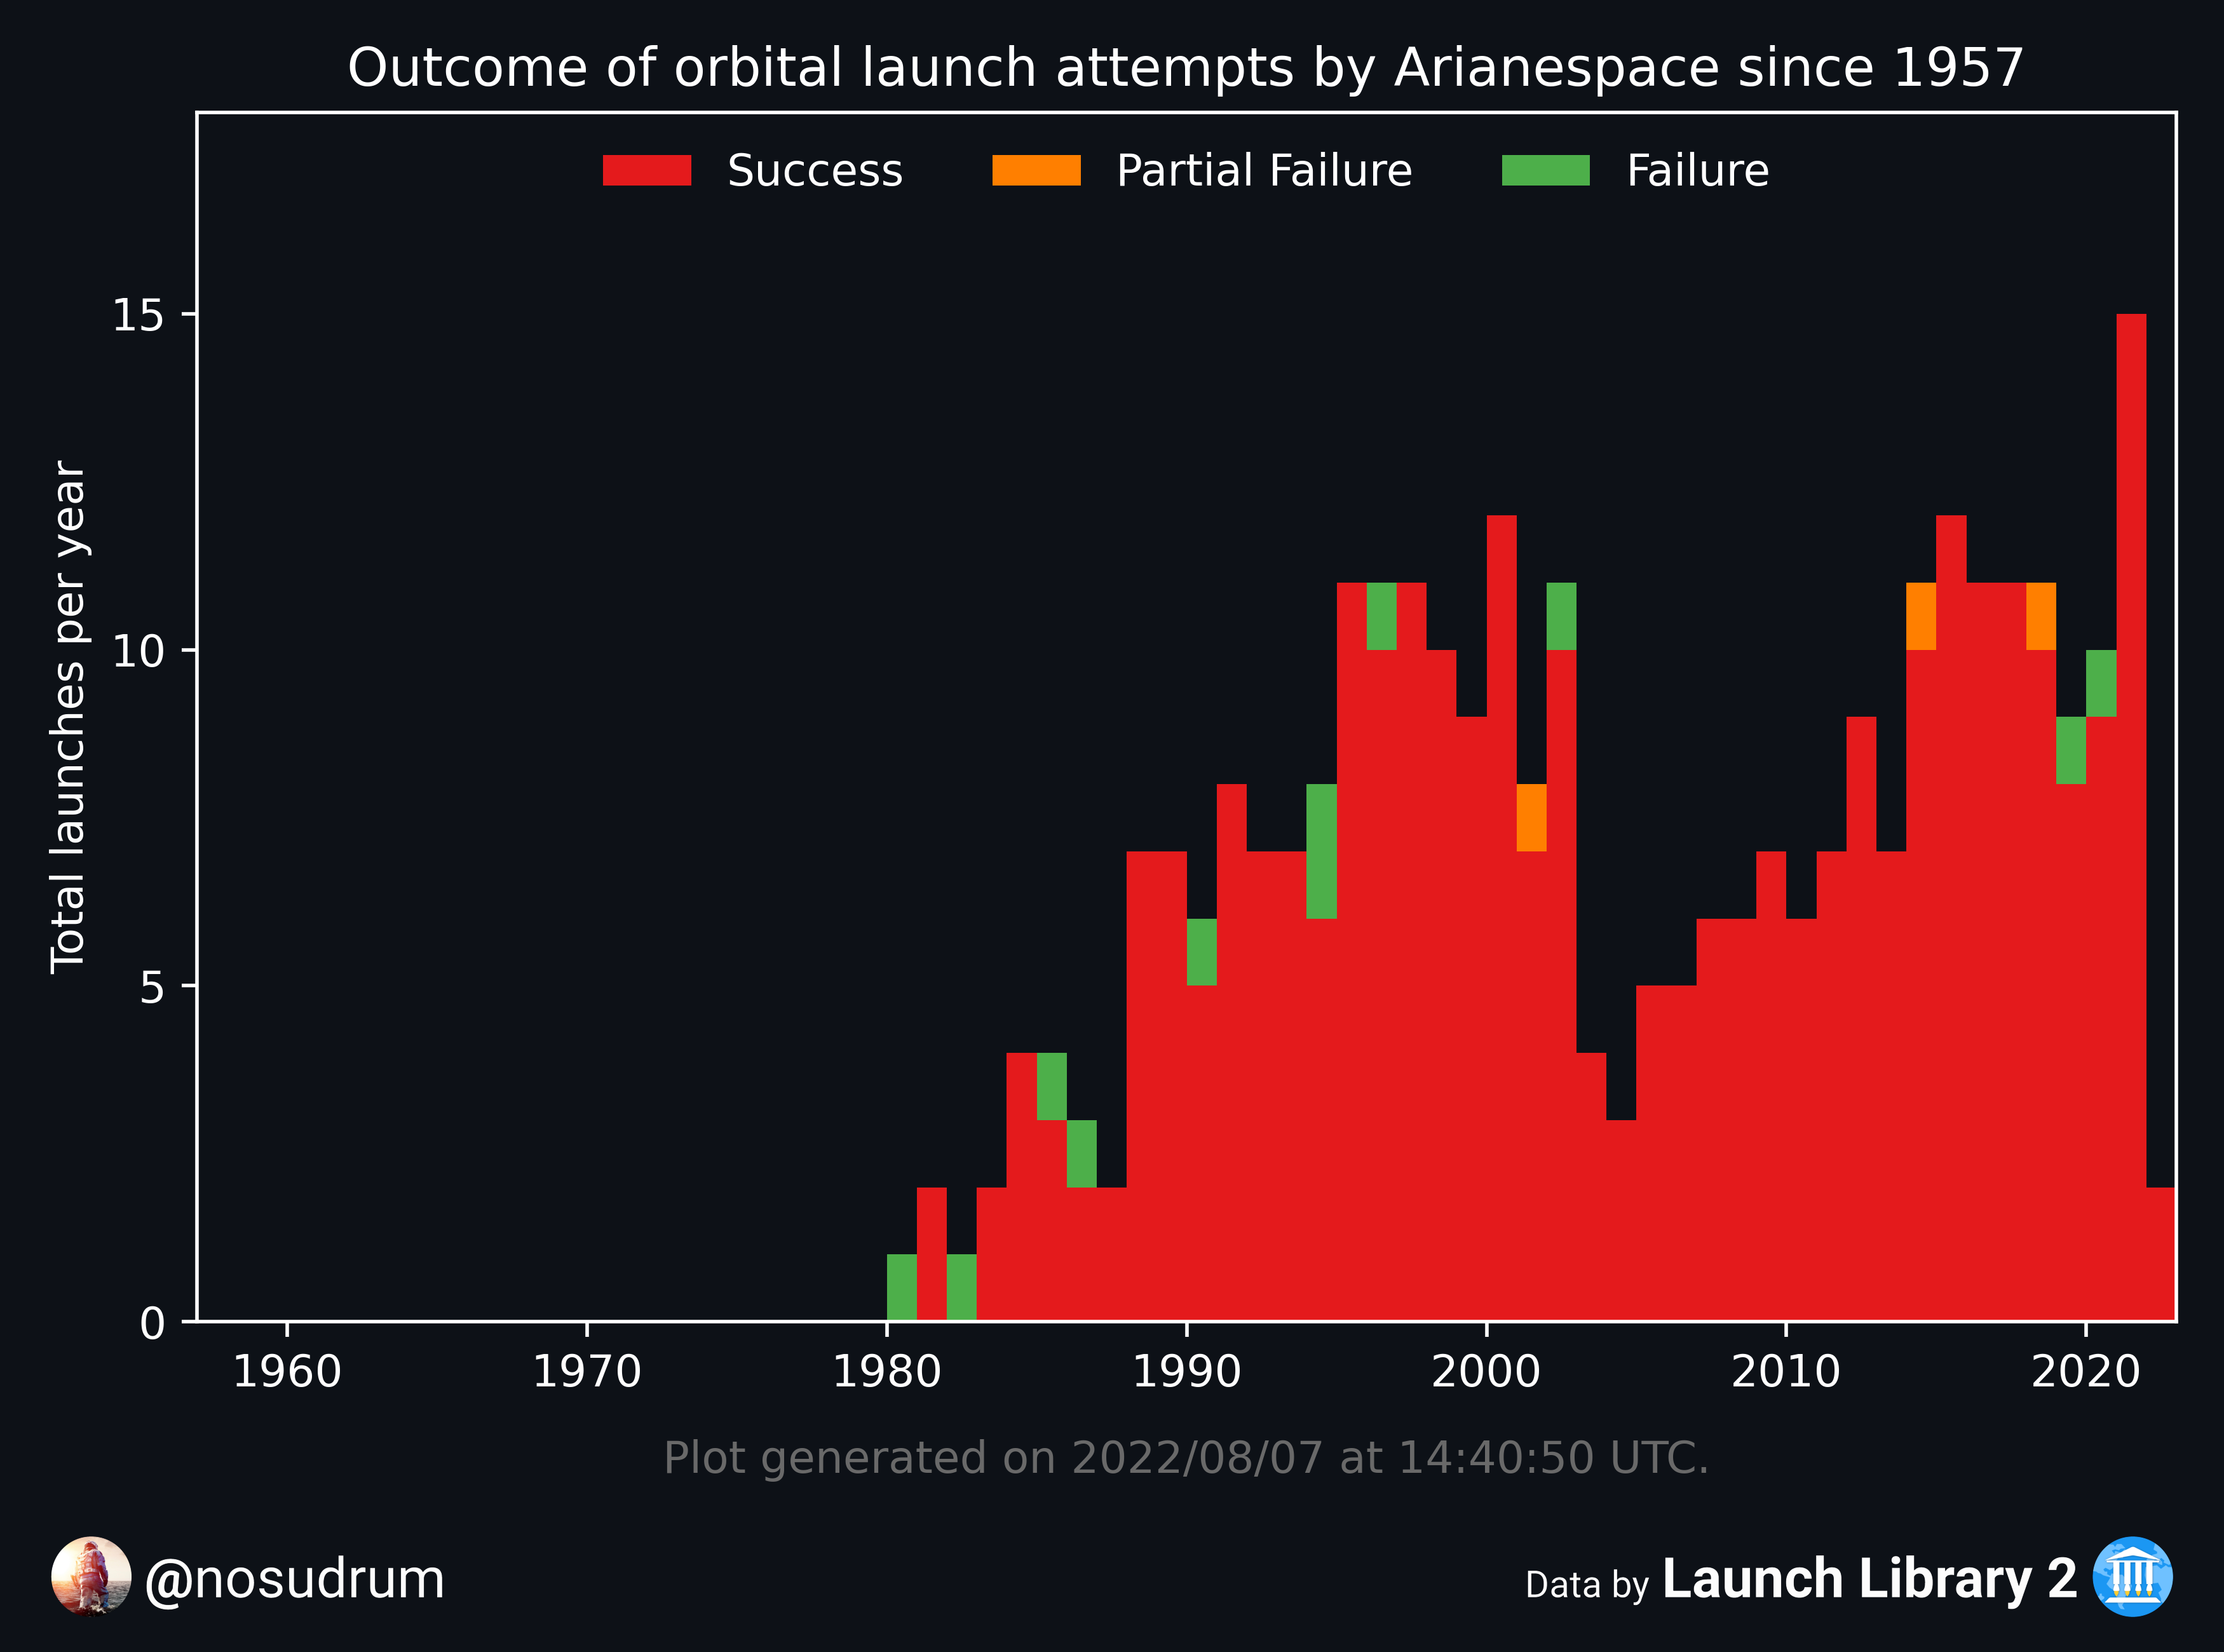 Outcome of orbital launch attempts by Arianespace since 1957
Success Partial Failure Failure
Total launches per year
15
10
5
0
1960 1970 1980 1990 2000 2010 2020
Plot generated on 2022/08/07 at 14:40:50 UTC.
@nosudrum
Data by Launch Library 2